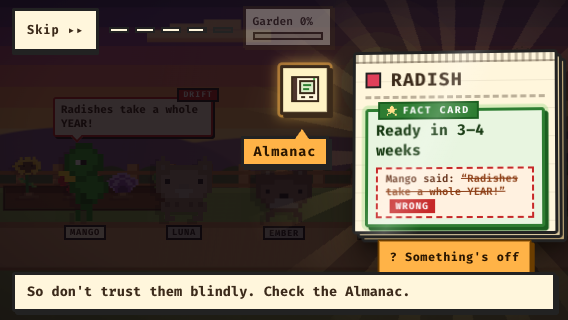 Skip ▸▸
Garden 0%
DRIFT
Radishes take a whole
YEAR!
Almanac
MANGO
LUNA
EMBER
RADISH
FACT CARD
Ready in 3–4
weeks
Mango said: “Radishes
take a whole YEAR!”
WRONG
? Something's off
So don't trust them blindly. Check the Almanac.